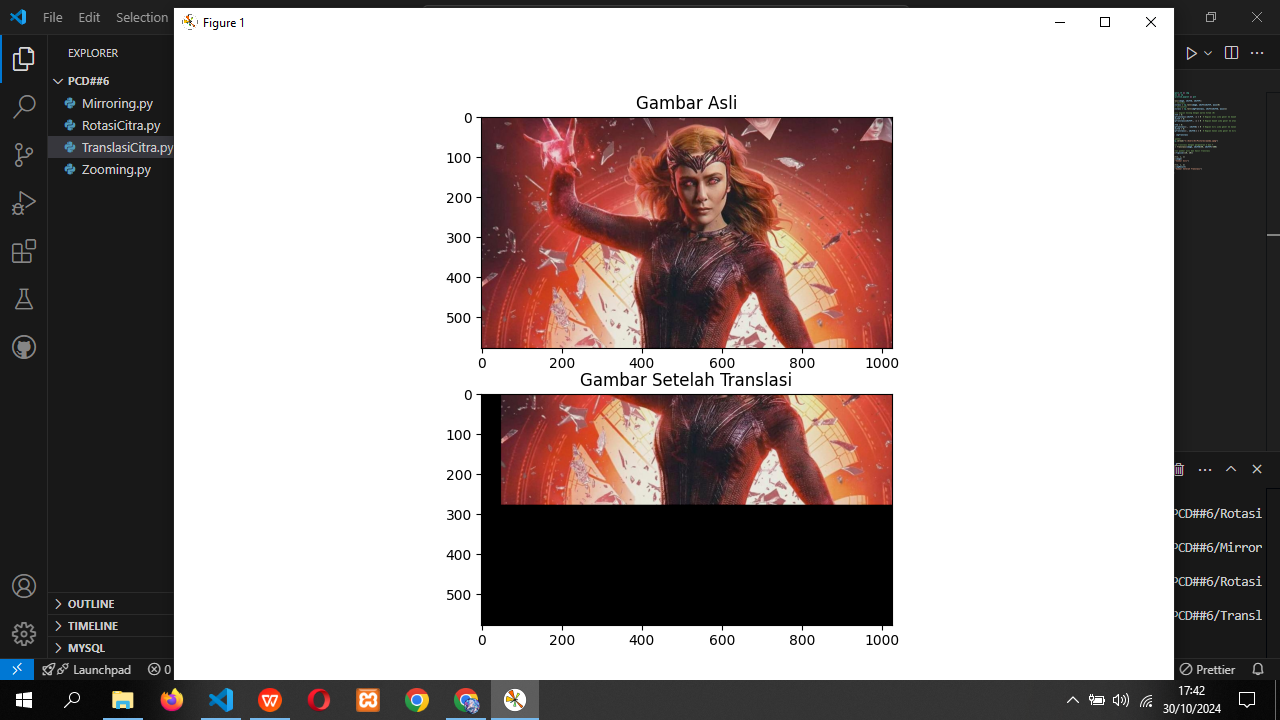 File Edit Selection
Figure 1
EXPLORER
PCD##6
Mirroring.py
RotasiCitra.py
TranslasiCitra.py
Zooming.py
Gambar Asli
0
100
200
300
400
500
0 200 400 600 800 1000
Gambar Setelah Translasi
0
100
200
300
400
500
0 200 400 600 800 1000
PCD##6/Rotasi
PCD##6/Mirror
PCD##6/Rotasi
PCD##6/Transl
OUTLINE
TIMELINE
MYSQL
Launchpad 0
Prettier
17:42
30/10/2024